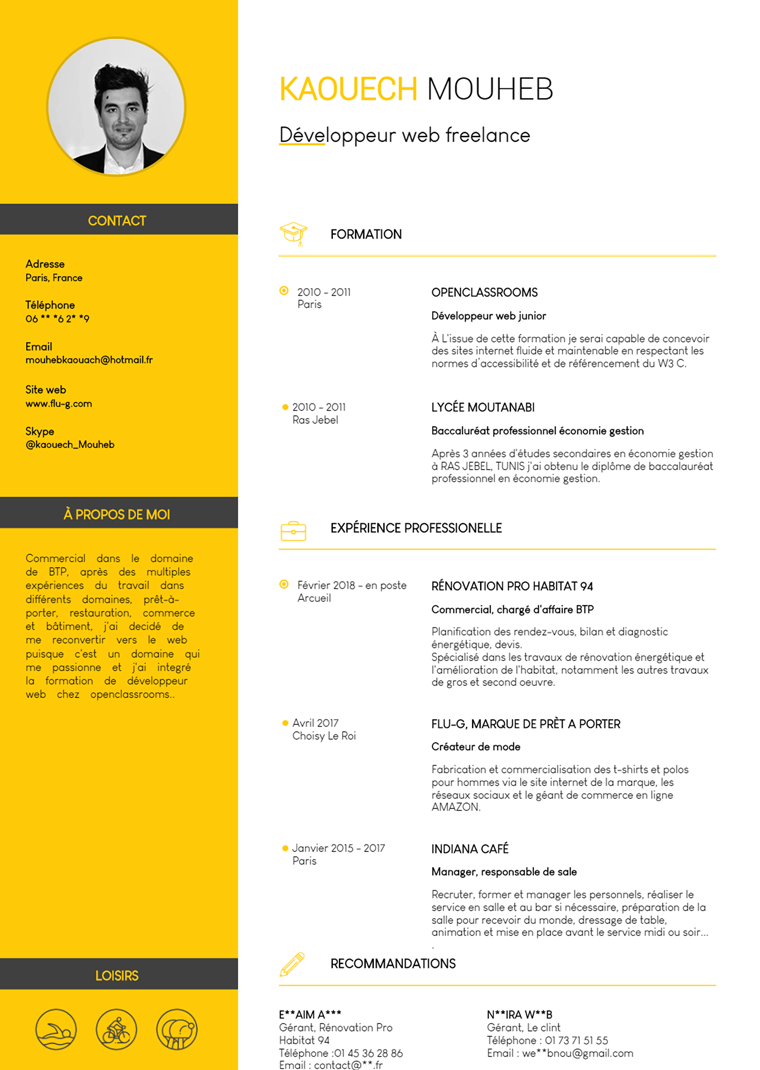 KAOUECH MOUHEB
Développeur web freelance
CONTACT
Adresse
Paris, France
Téléphone
06 ** *6 2* *9
Email
mouhebkaouach@hotmail.fr
Site web
www.flu-g.com
Skype
@kaouech_Mouheb
À PROPOS DE MOI
Commercial dans le domaine
de BTP, après des multiples
expériences du travail dans
différents domaines, prêt-à-
porter, restauration, commerce
et bâtiment, j'ai décidé de
me reconvertir vers le web
puisque c'est un domaine qui
me passionne et j'ai integré
la formation de développeur
web chez openclassrooms..
LOISIRS
FORMATION
2010 - 2011
Paris
OPENCLASSROOMS
Développeur web junior
À L'issue de cette formation je serai capable de concevoir
des sites internet fluide et maintenable en respectant les
normes d'accessibilité et de référencement du W3 C.
2010 - 2011
Ras Jebel
LYCÉE MOUTANABI
Baccaluréat professionnel économie gestion
Après 3 années d'études secondaires en économie gestion
à RAS JEBEL, TUNIS j'ai obtenu le diplôme de baccalauréat
professionnel en économie gestion.
EXPÉRIENCE PROFESSIONELLE
Février 2018 - en poste
Arcueil
RÉNOVATION PRO HABITAT 94
Commercial, chargé d'affaire BTP
Planification des rendez-vous, bilan et diagnostic
énergétique, devis.
Spécialisé dans les travaux de rénovation énergétique et
l'amélioration de l'habitat, notamment les autres travaux
de gros et second oeuvre.
Avril 2017
Choisy Le Roi
FLU-G, MARQUE DE PRÈT A PORTER
Créateur de mode
Fabrication et commercialisation des t-shirts et polos
pour hommes via le site internet de la marque, les
réseaux sociaux et le géant de commerce en ligne
AMAZON.
Janvier 2015 - 2017
Paris
INDIANA CAFÉ
Manager, responsable de sale
Recruter, former et manager les personnels, réaliser le
service en salle et au bar si nécessaire, préparation de la
salle pour recevoir du monde, dressage de table,
animation et mise en place avant le service midi ou soir...
.
RECOMMANDATIONS
E**AIM A***
Gérant, Rénovation Pro
Habitat 94
Téléphone :01 45 36 28 86
Email : contact@**.fr
N**IRA W**B
Gérant, Le clint
Téléphone : 01 73 71 51 55
Email : we**bnou@gmail.com